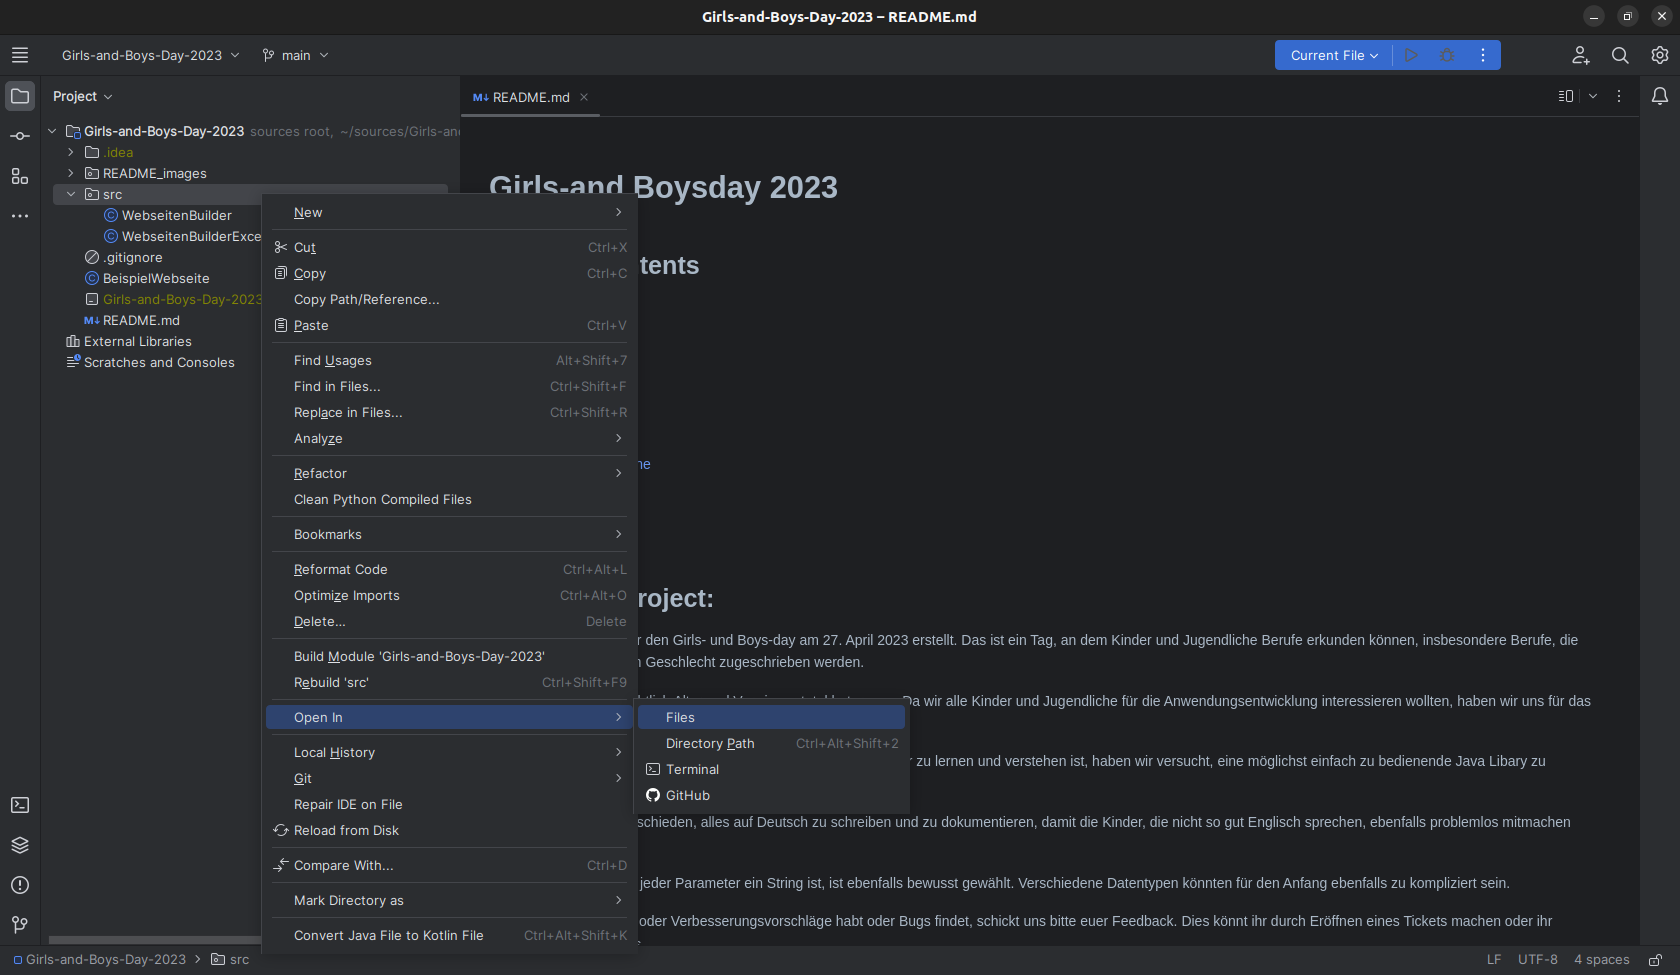 Girls-and-Boys-Day-2023 – README.md
Girls-and-Boys-Day-2023
main
Current File
Project
M↓ README.md
Girls-and-Boys-Day-2023 sources root, ~/sources/Girls-an
.idea
README_images
src
WebseitenBuilder
WebseitenBuilderExce
.gitignore
BeispielWebseite
Girls-and-Boys-Day-2023
M↓ README.md
External Libraries
Scratches and Consoles
New
Cut Ctrl+X
Copy Ctrl+C
Copy Path/Reference...
Paste Ctrl+V
Find Usages Alt+Shift+7
Find in Files... Ctrl+Shift+F
Replace in Files... Ctrl+Shift+R
Analyze
Refactor
Clean Python Compiled Files
Bookmarks
Reformat Code Ctrl+Alt+L
Optimize Imports Ctrl+Alt+O
Delete... Delete
Build Module 'Girls-and-Boys-Day-2023'
Rebuild 'src' Ctrl+Shift+F9
Open In
Local History
Git
Repair IDE on File
Reload from Disk
Compare With... Ctrl+D
Mark Directory as
Convert Java File to Kotlin File Ctrl+Alt+Shift+K
Files
Directory Path Ctrl+Alt+Shift+2
Terminal
GitHub
Girls-and Boysday 2023
tents
ne
roject:
r den Girls- und Boys-day am 27. April 2023 erstellt. Das ist ein Tag, an dem Kinder und Jugendliche Berufe erkunden können, insbesondere Berufe, die
n Geschlecht zugeschrieben werden.
Da wir alle Kinder und Jugendliche für die Anwendungsentwicklung interessieren wollten, haben wir uns für das
r zu lernen und verstehen ist, haben wir versucht, eine möglichst einfach zu bedienende Java Libary zu
schieden, alles auf Deutsch zu schreiben und zu dokumentieren, damit die Kinder, die nicht so gut Englisch sprechen, ebenfalls problemlos mitmachen
jeder Parameter ein String ist, ist ebenfalls bewusst gewählt. Verschiedene Datentypen könnten für den Anfang ebenfalls zu kompliziert sein.
oder Verbesserungsvorschläge habt oder Bugs findet, schickt uns bitte euer Feedback. Dies könnt ihr durch Eröffnen eines Tickets machen oder ihr
Girls-and-Boys-Day-2023 src
LF UTF-8 4 spaces